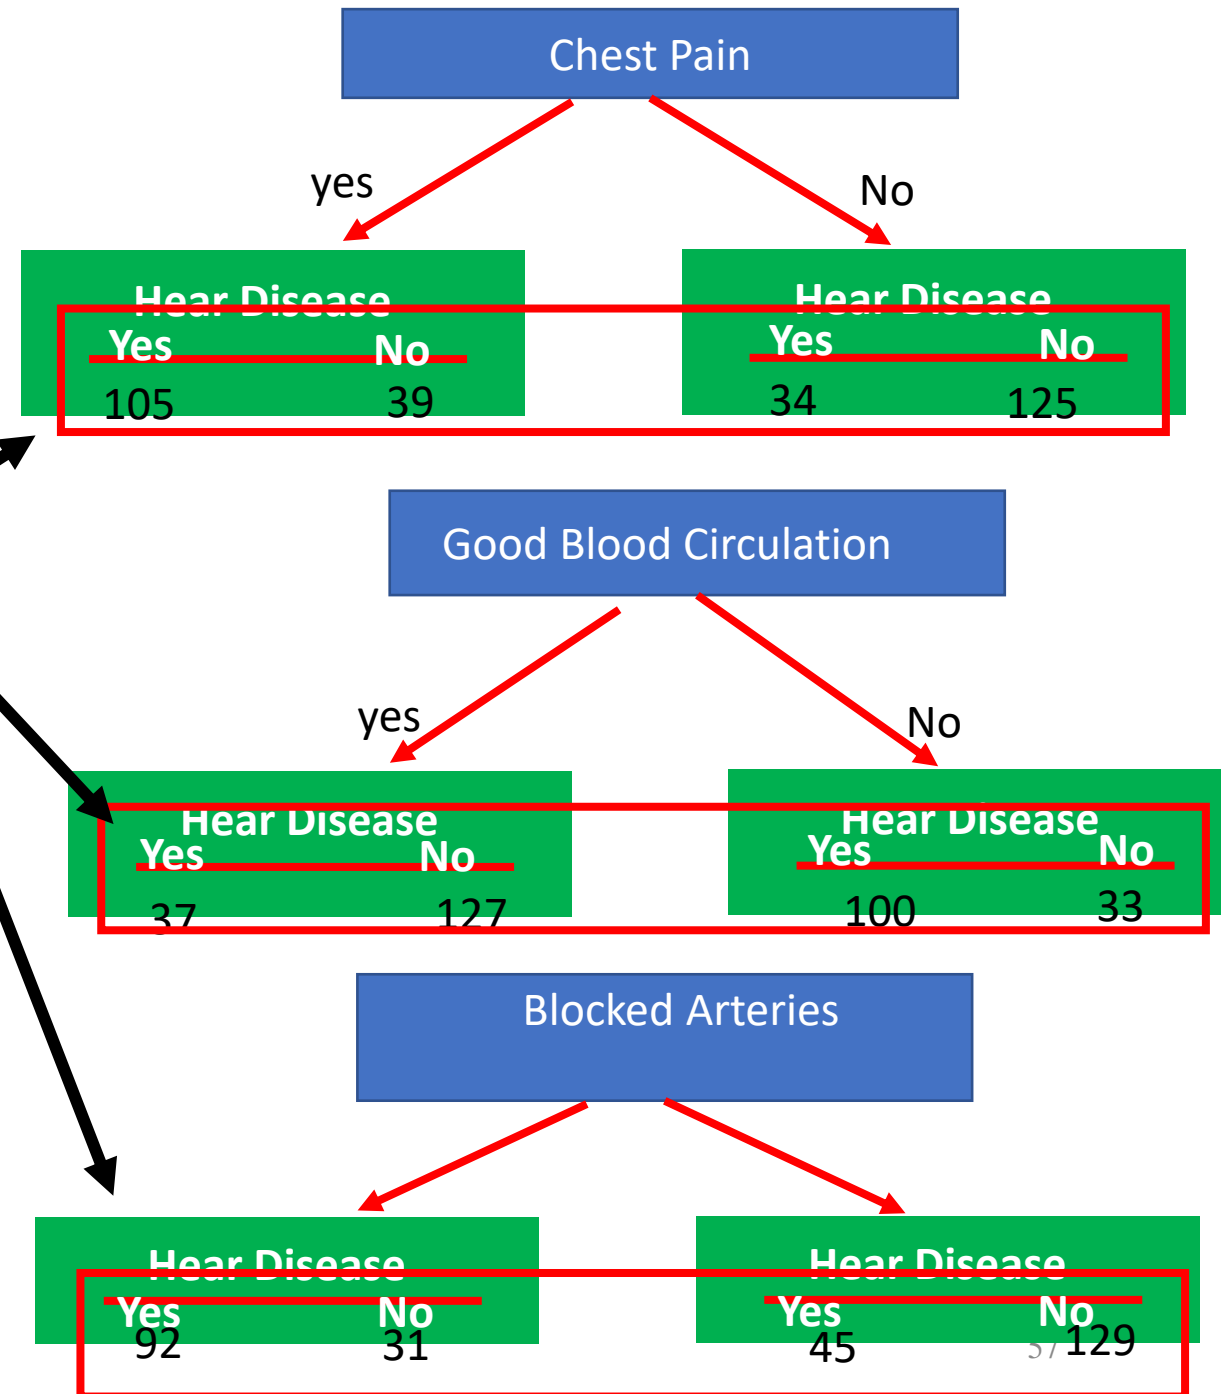 Chest Pain
yes No
Hear Disease Hear Disease
Yes No Yes No
105 39 34 125
Good Blood Circulation
yes No
Hear Disease Hear Disease
Yes No Yes No
37 127 100 33
Blocked Arteries
Hear Disease Hear Disease
Yes No Yes No
92 31 45 129